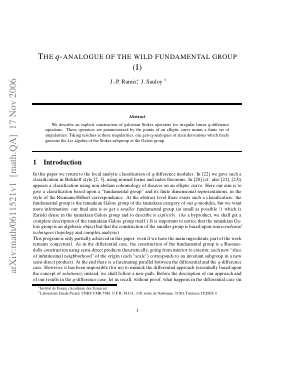 THE q-ANALOGUE OF THE WILD FUNDAMENTAL GROUP
(I)
J.-P. Ramis*, J. Sauloy †
Abstract
We describe an explicit construction of galoisian Stokes operators for irregular linear q-difference
equations. These operators are parameterized by the points of an elliptic curve minus a finite set of
singularities. Taking residues at these singularities, one gets q-analogues of alien derivations which freely
generate the Lie algebra of the Stokes subgroup of the Galois group.
1 Introduction
In this paper we return to the local analytic classification of q-difference modules. In [22] we gave such a
classification in Birkhoff style [2, 3], using normal forms and index theorems. In [28] (cf. also [21], [23])
appears a classification using non abelian cohomology of sheaves on an elliptic curve. Here our aim is to
give a classification based upon a "fundamental group" and its finite dimensional representations, in the
style of the Riemann-Hilbert correspondence. At the abstract level there exists such a classification: the
fundamental group is the tannakian Galois group of the tannakian category of our q-modules, but we want
more information: our final aim is to get a smaller fundamental group (as small as possible !) which is
Zariski dense in the tannakian Galois group and to describe it explicitly. (As a byproduct, we shall get a
complete description of the tannakian Galois group itself.) It is important to notice that the tannakian Ga-
lois group is an algebraic object but that the construction of the smaller group is based upon transcendental
techniques (topology and complex analysis).
This program is only partially achieved in this paper: even if we have the main ingredients, part of the work
remains conjectural. As in the differential case, the construction of the fundamental group is a Russian-
dolls construction using semi-direct products (heuristically, going from interior to exterior, each new "slice
of infinitesimal neighborhood" of the origin (each "scale") corresponds to an invariant subgroup in a new
semi-direct product). At the end there is a fascinating parallel between the differential and the q-difference
case. However, it has been impossible (for us) to mimick the differential approach (essentially based upon
the concept of solutions); instead, we shall follow a new path. Before the description of our approach and
of our results in the q-difference case, let us recall, without proof, what happens in the differential case (in
*Institut de France (Académie des Sciences)
†Laboratoire Emile Picard, CNRS UMR 5580, U.F.R. M.I.G., 118, route de Narbonne, 31062 Toulouse CEDEX 4
1
arXiv:math/0611521v1 [math.QA] 17 Nov 2006